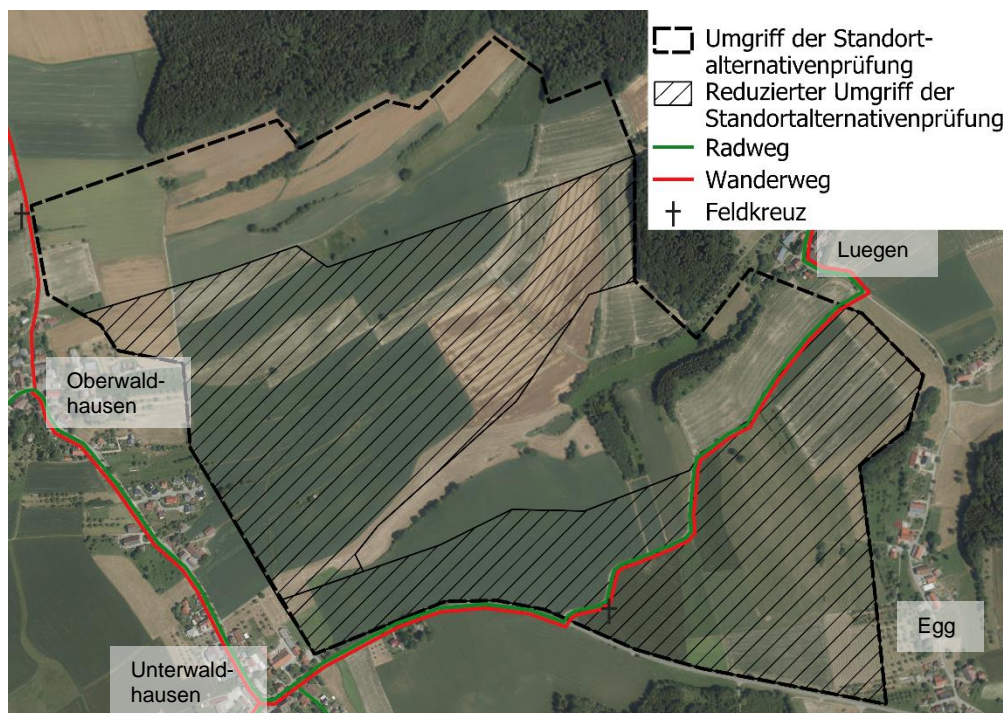 Umgriff der Standort-
alternativenprüfung
Reduzierter Umgriff der
Standortalternativenprüfung
Radweg
Wanderweg
Feldkreuz
Luegen
Oberwald-
hausen
Egg
Unterwald-
hausen